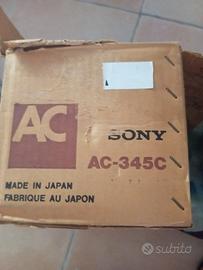 AC
SONY
AC-345C
MADE IN JAPAN
FABRIQUE AU JAPON
subito